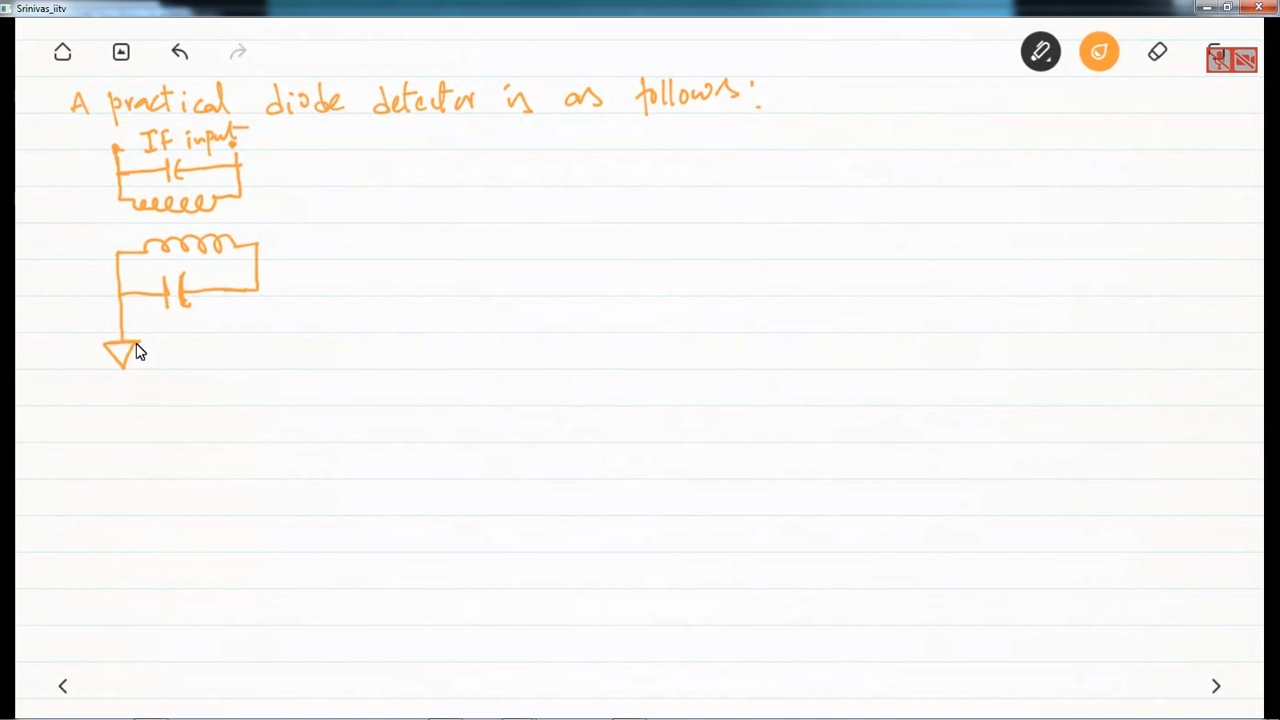 Srinivas_iitv
A practical diode detector is as follows:
IF input